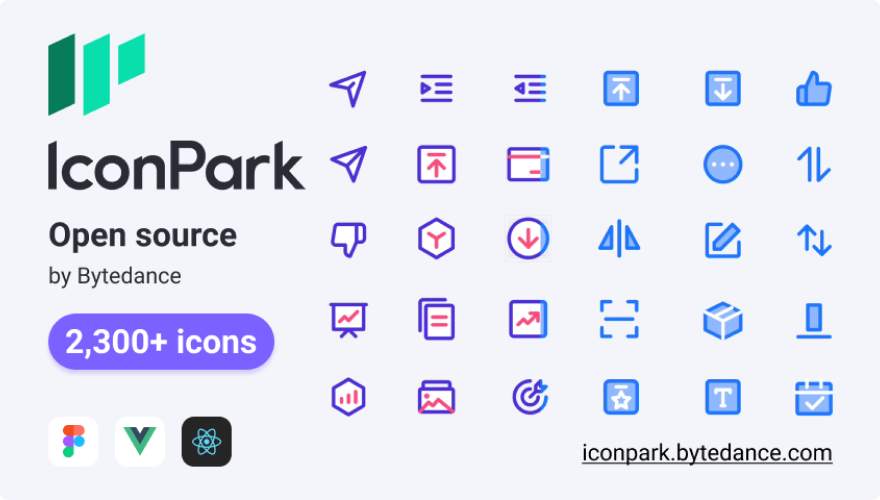 IconPark
Open source
by Bytedance
2,300+ icons
T
iconpark.bytedance.com